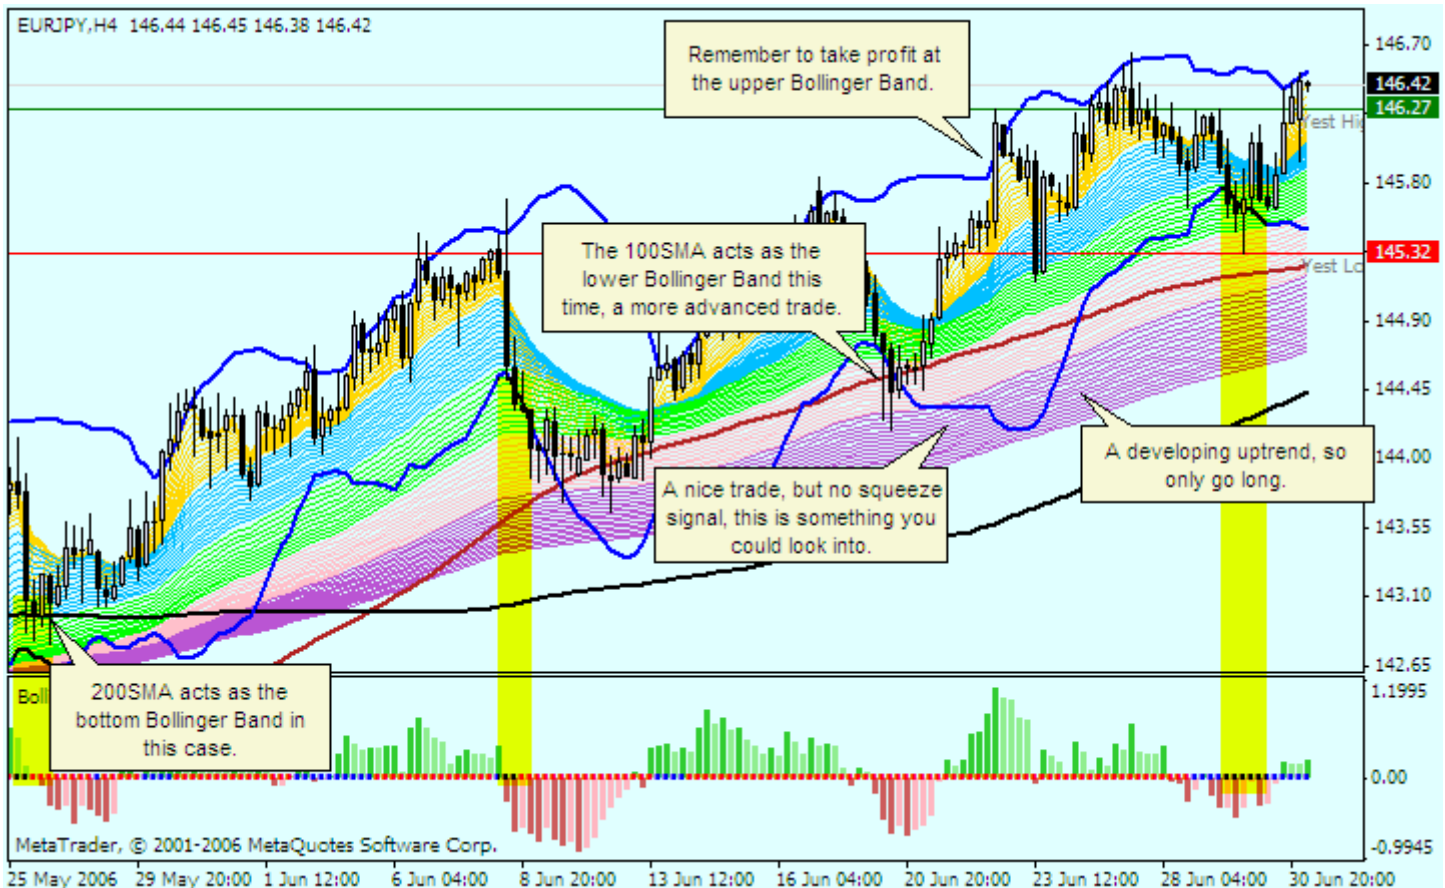 EURJPY,H4 146.44 146.45 146.38 146.42
Remember to take profit at
the upper Bollinger Band.
146.70
146.42
146.27
Yest Hig
145.80
The 100SMA acts as the
lower Bollinger Band this
time, a more advanced trade.
145.32
Yest Lo
144.90
144.45
A developing uptrend, so
only go long.
144.00
A nice trade, but no squeeze
signal, this is something you
could look into.
143.55
143.10
142.65
200SMA acts as the
bottom Bollinger Band in
this case.
Boll
1.1995
0.00
-0.9945
MetaTrader, © 2001-2006 MetaQuotes Software Corp.
25 May 2006 29 May 20:00 1 Jun 12:00 6 Jun 04:00 8 Jun 20:00 13 Jun 12:00 16 Jun 04:00 20 Jun 20:00 23 Jun 12:00 28 Jun 04:00 30 Jun 20:00